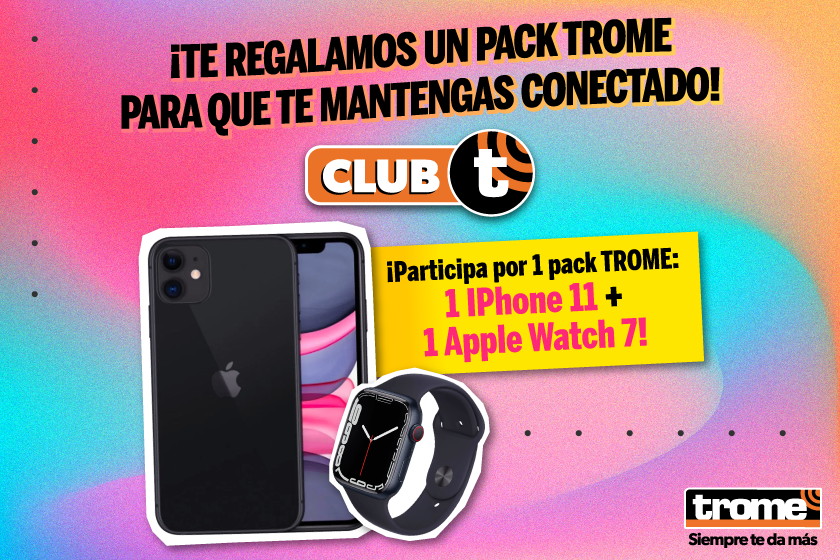 ¡TE REGALAMOS UN PACK TROME
PARA QUE TE MANTENGAS CONECTADO!
CLUB t
¡Participa por 1 pack TROME:
1 IPhone 11 +
1 Apple Watch 7!
trome
Siempre te da más